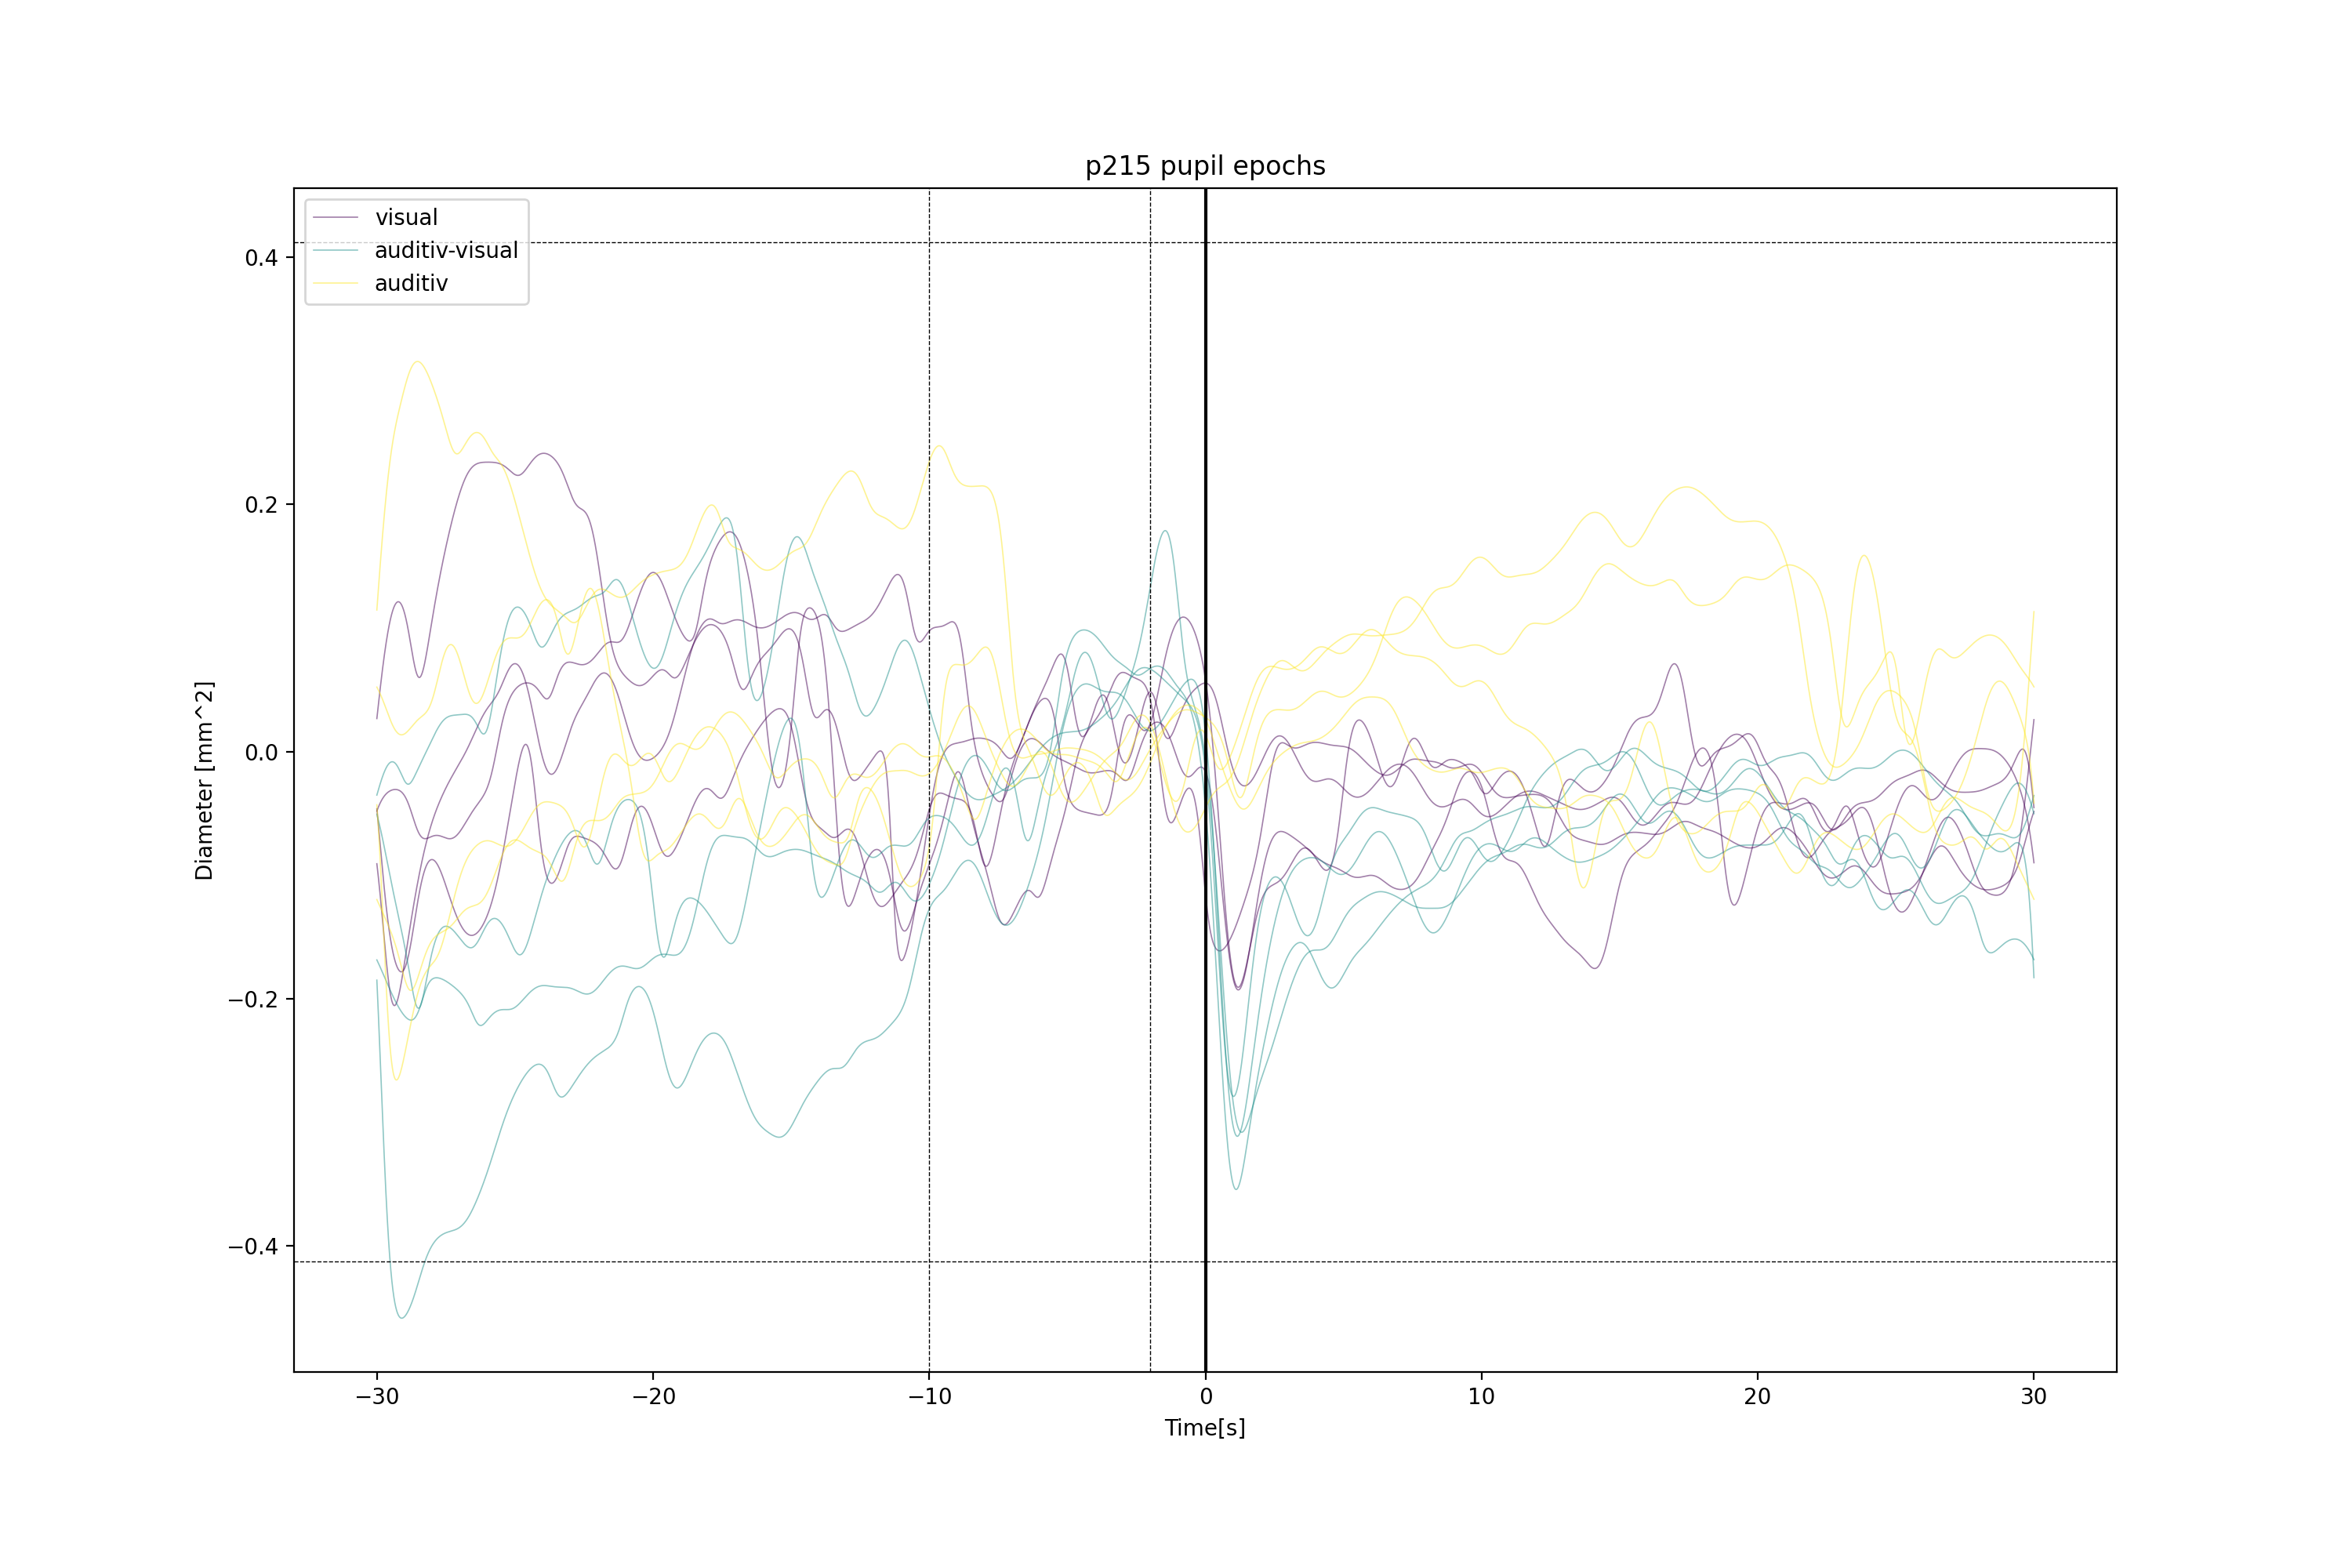 p215 pupil epochs
visual
auditiv-visual
auditiv
0.4
0.2
0.0
−0.2
−0.4
Diameter [mm^2]
−30
−20
−10
0
10
20
30
Time[s]